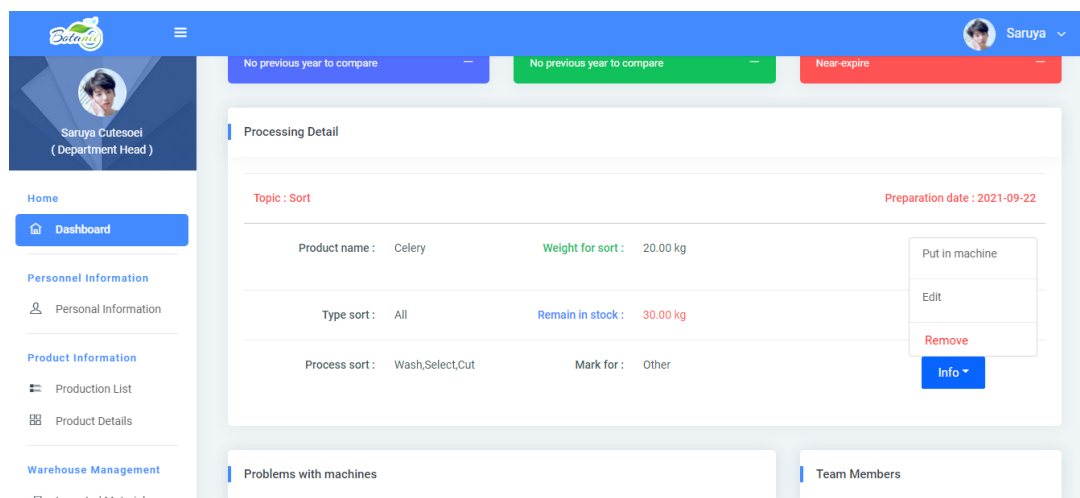 Botanii
Saruya
No previous year to compare
No previous year to compare
Near-expire
Saruya Cutesoei
( Department Head )
Processing Detail
Topic : Sort
Preparation date : 2021-09-22
Home
Dashboard
Product name : Celery Weight for sort : 20.00 kg
Put in machine
Personnel Information
Personal Information
Edit
Type sort : All Remain in stock : 30.00 kg
Remove
Product Information
Process sort : Wash,Select,Cut Mark for : Other
Info
Production List
Product Details
Warehouse Management
Problems with machines
Team Members